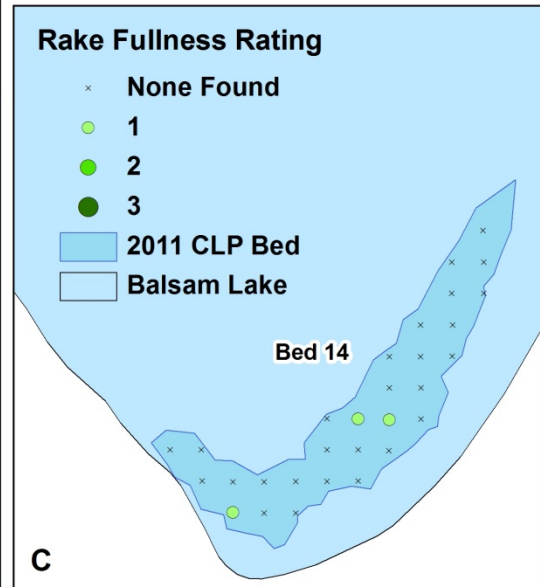 Rake Fullness Rating
None Found
1
2
3
2011 CLP Bed
Balsam Lake
Bed 14
C